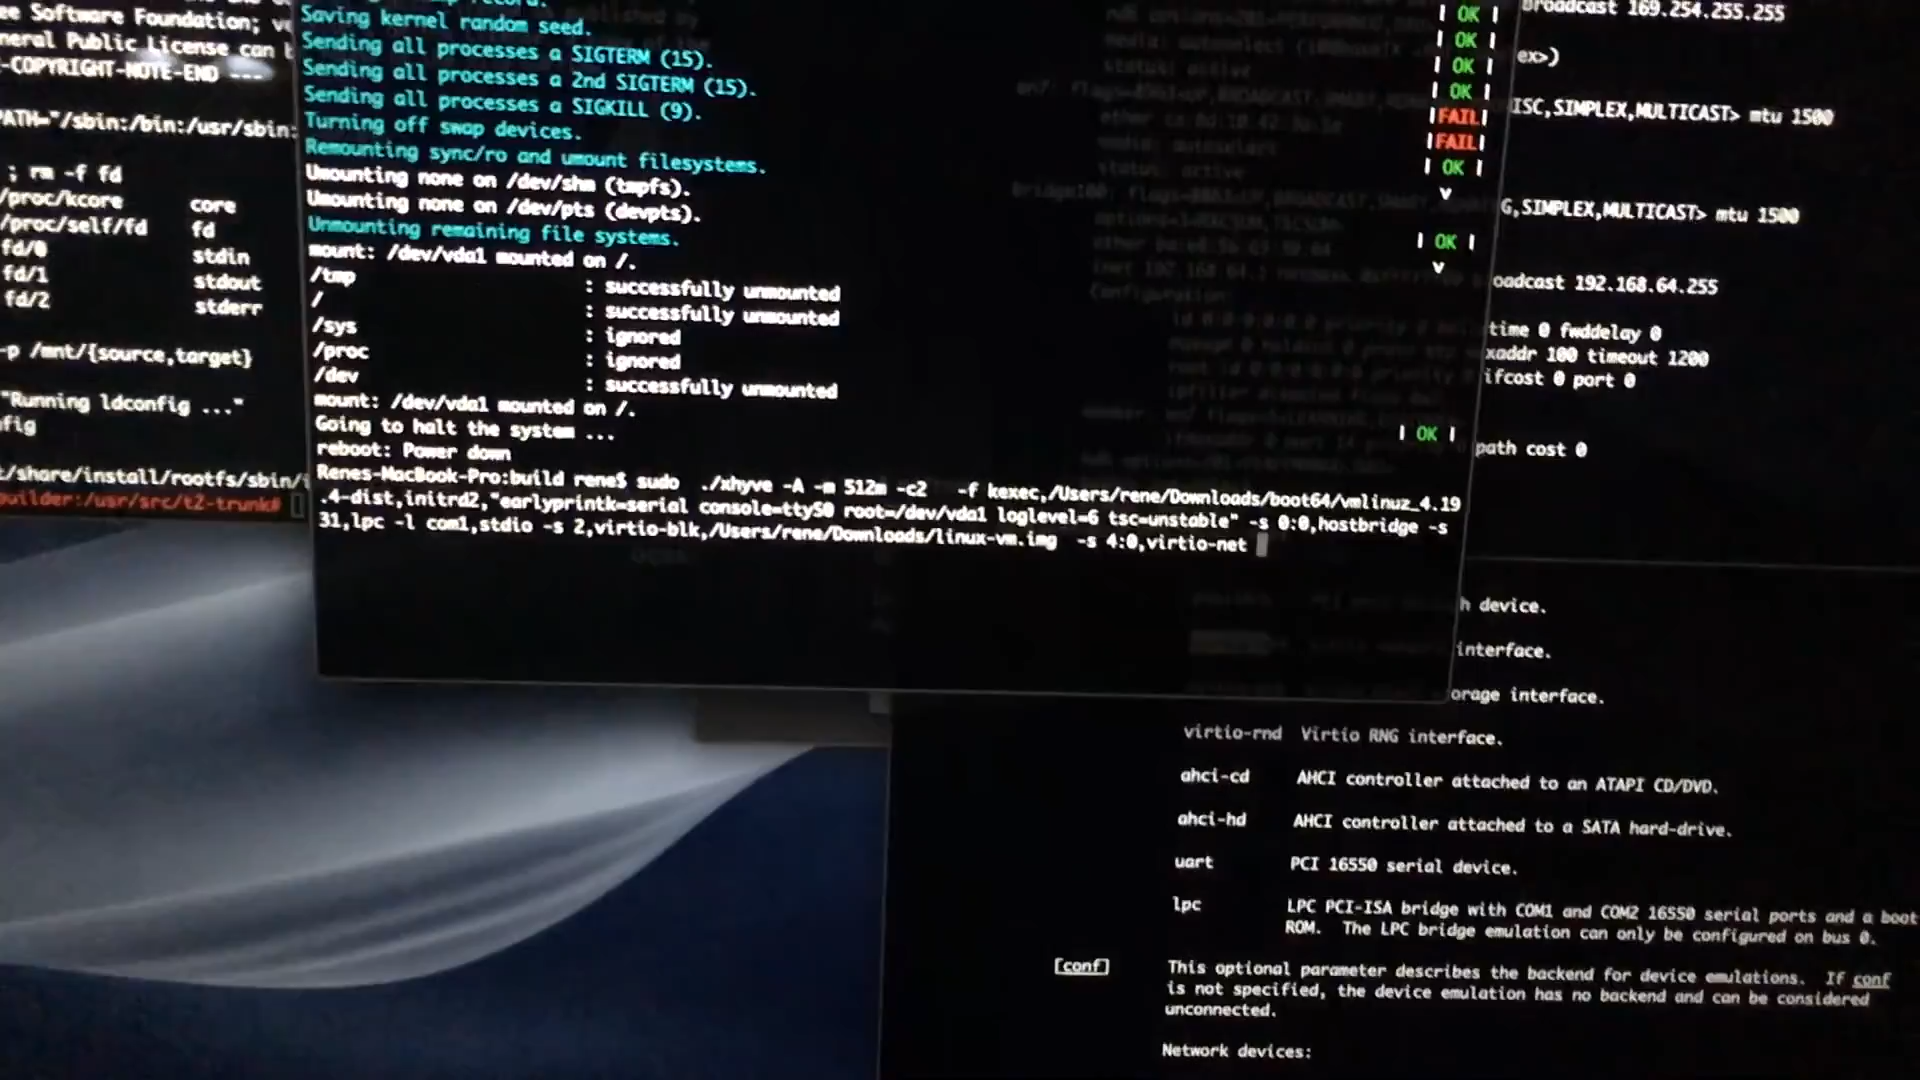 ee Software Foundation;
neral Public License can
-COPYRIGHT-NOTE-END ---
PATH="/sbin:/bin:/usr/sbin:
; rm -f fd
/proc/kcore core
/proc/self/fd fd
fd/0 stdin
fd/1 stdout
fd/2 stderr
-p /mnt/{source,target}
"Running ldconfig ..."
nfig
t/share/install/rootfs/sbin/i
builder:/usr/src/t2-trunk#
Saving kernel random seed.
Sending all processes a SIGTERM (15).
Sending all processes a 2nd SIGTERM (15).
Sending all processes a SIGKILL (9).
Turning off swap devices.
Remounting sync/ro and umount filesystems.
Umounting none on /dev/shm (tmpfs).
Umounting none on /dev/pts (devpts).
Unmounting remaining file systems.
mount: /dev/vda1 mounted on /.
/tmp : successfully unmounted
/ : successfully unmounted
/sys : ignored
/proc : ignored
/dev : successfully unmounted
mount: /dev/vda1 mounted on /.
Going to halt the system ...
reboot: Power down
Renes-MacBook-Pro:build rene$ sudo ./xhyve -A -m 512m -c2 -f kexec,/Users/rene/Downloads/boot64/vmlinuz_4.19
.4-dist,initrd2,"earlyprintk=serial console=ttyS0 root=/dev/vda1 loglevel=6 tsc=unstable" -s 0:0,hostbridge -s
31,lpc -l com1,stdio -s 2,virtio-blk,/Users/rene/Downloads/linux-vm.img -s 4:0,virtio-net
| OK |
| OK |
| OK |
| OK |
|FAIL|
|FAIL|
| OK |
v
| OK |
v
| OK |
broadcast 169.254.255.255
ex>)
ISC,SIMPLEX,MULTICAST> mtu 1500
G,SIMPLEX,MULTICAST> mtu 1500
oadcast 192.168.64.255
time 0 fwddelay 0
xaddr 100 timeout 1200
ifcost 0 port 0
path cost 0
h device.
interface.
orage interface.
virtio-rnd Virtio RNG interface.
ahci-cd AHCI controller attached to an ATAPI CD/DVD.
ahci-hd AHCI controller attached to a SATA hard-drive.
uart PCI 16550 serial device.
lpc LPC PCI-ISA bridge with COM1 and COM2 16550 serial ports and a boot
ROM. The LPC bridge emulation can only be configured on bus 0.
[conf] This optional parameter describes the backend for device emulations. If conf
is not specified, the device emulation has no backend and can be considered
unconnected.
Network devices: